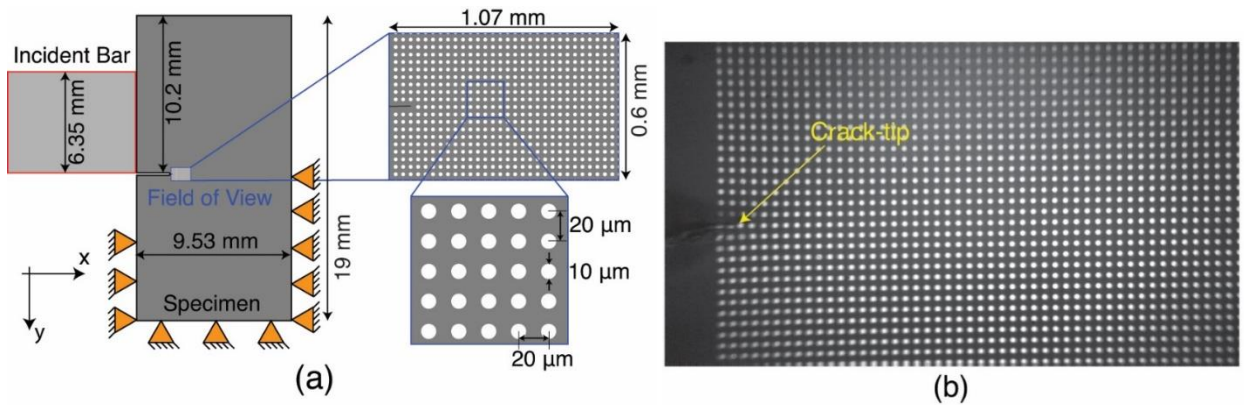 Incident Bar
6.35 mm
10.2 mm
Field of View
9.53 mm
19 mm
x
y
Specimen
(a)
1.07 mm
0.6 mm
20 µm
10 µm
20 µm
Crack-tip
(b)